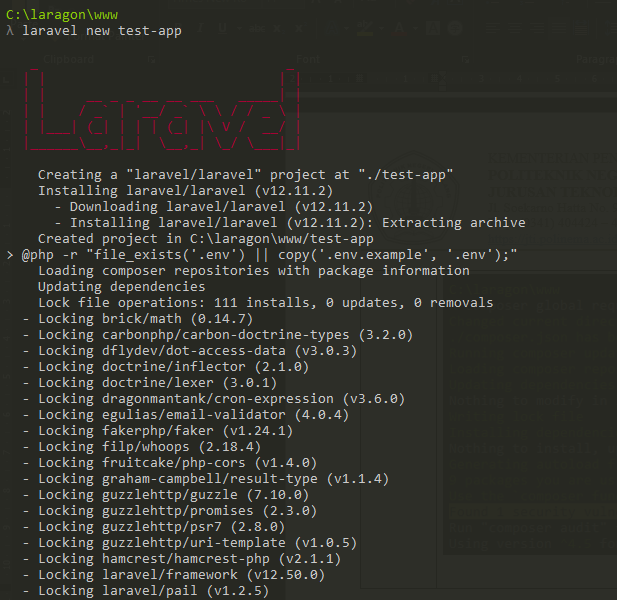 C:\laragon\www
λ laravel new test-app
Laravel
Creating a "laravel/laravel" project at "./test-app"
Installing laravel/laravel (v12.11.2)
- Downloading laravel/laravel (v12.11.2)
- Installing laravel/laravel (v12.11.2): Extracting archive
Created project in C:\laragon\www/test-app
> @php -r "file_exists('.env') || copy('.env.example', '.env');"
Loading composer repositories with package information
Updating dependencies
Lock file operations: 111 installs, 0 updates, 0 removals
- Locking brick/math (0.14.7)
- Locking carbonphp/carbon-doctrine-types (3.2.0)
- Locking dflydev/dot-access-data (v3.0.3)
- Locking doctrine/inflector (2.1.0)
- Locking doctrine/lexer (3.0.1)
- Locking dragonmantank/cron-expression (v3.6.0)
- Locking egulias/email-validator (4.0.4)
- Locking fakerphp/faker (v1.24.1)
- Locking filp/whoops (2.18.4)
- Locking fruitcake/php-cors (v1.4.0)
- Locking graham-campbell/result-type (v1.1.4)
- Locking guzzlehttp/guzzle (7.10.0)
- Locking guzzlehttp/promises (2.3.0)
- Locking guzzlehttp/psr7 (2.8.0)
- Locking guzzlehttp/uri-template (v1.0.5)
- Locking hamcrest/hamcrest-php (v2.1.1)
- Locking laravel/framework (v12.50.0)
- Locking laravel/pail (v1.2.5)